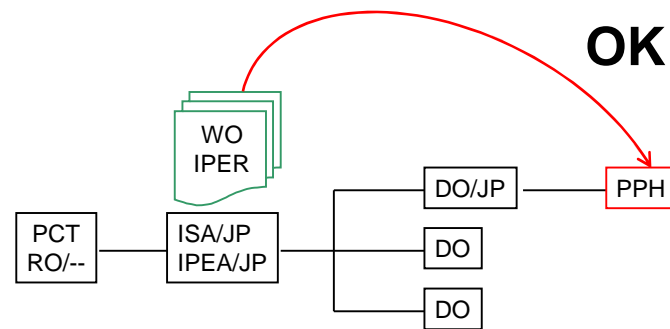 OK
WO
IPER
DO/JP
PPH
PCT
RO/--
ISA/JP
IPEA/JP
DO
DO